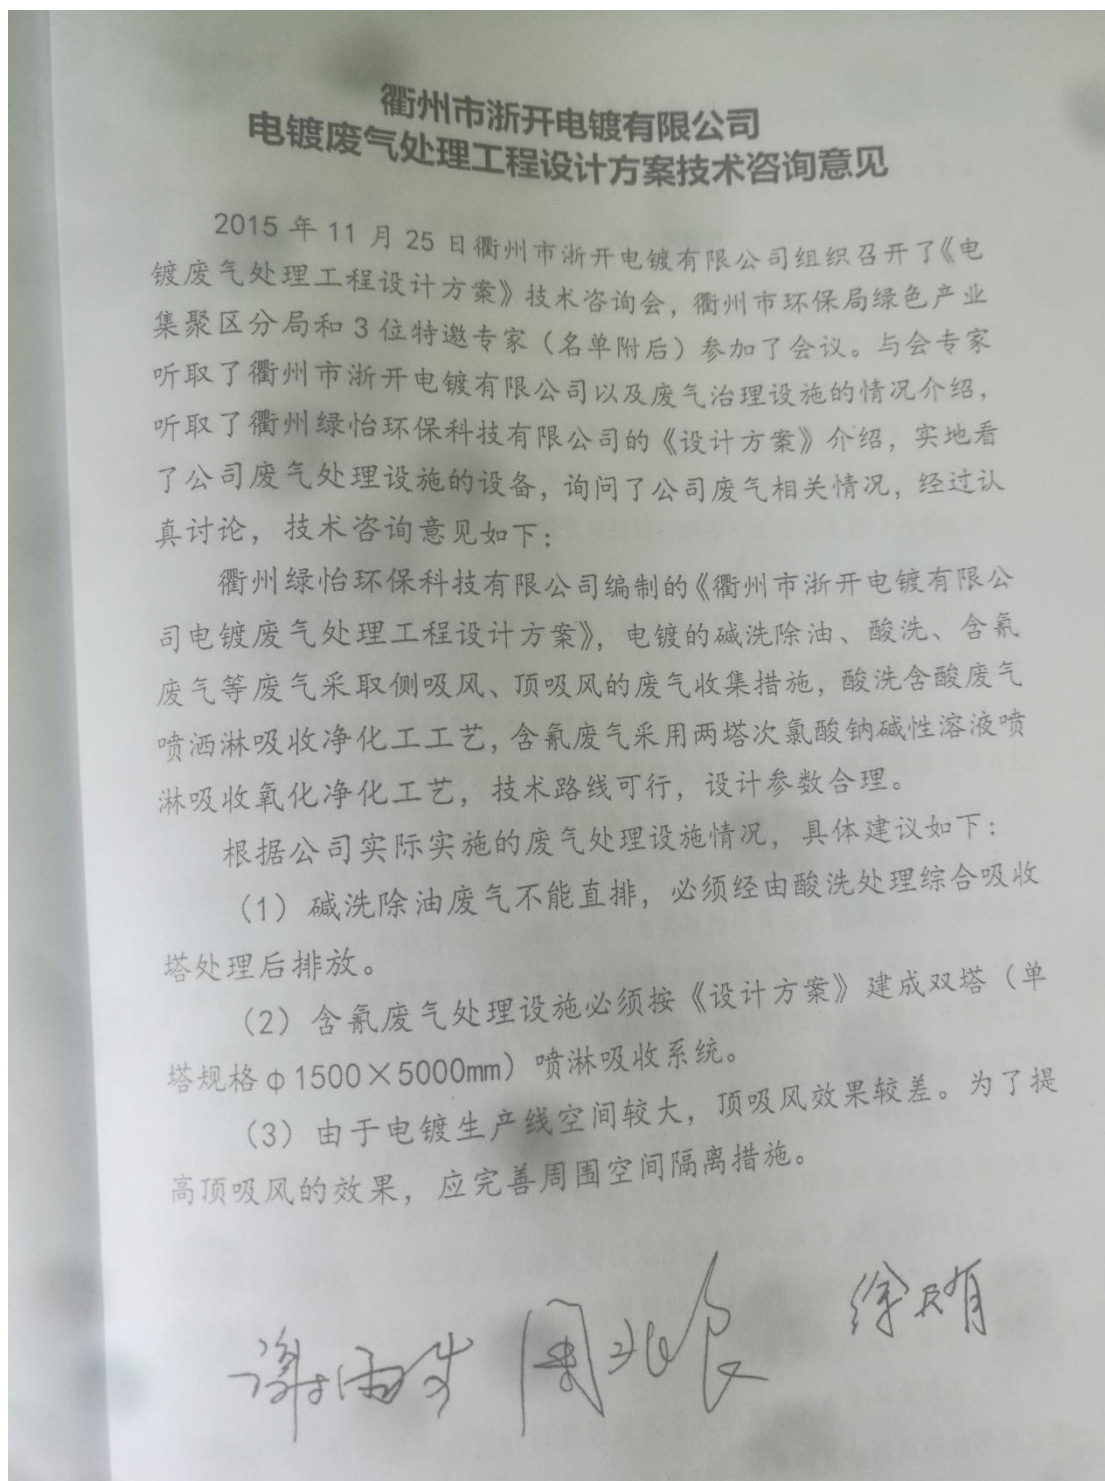 衢州市浙开电镀有限公司
电镀废气处理工程设计方案技术咨询意见
2015 年 11 月 25 日衢州市浙开电镀有限公司组织召开了《电
镀废气处理工程设计方案》技术咨询会，衢州市环保局绿色产业
集聚区分局和 3 位特邀专家（名单附后）参加了会议。与会专家
听取了衢州市浙开电镀有限公司以及废气治理设施的情况介绍，
听取了衢州绿怡环保科技有限公司的《设计方案》介绍，实地看
了公司废气处理设施的设备，询问了公司废气相关情况，经过认
真讨论，技术咨询意见如下：
衢州绿怡环保科技有限公司编制的《衢州市浙开电镀有限公
司电镀废气处理工程设计方案》，电镀的碱洗除油、酸洗、含氰
废气等废气采取侧吸风、顶吸风的废气收集措施，酸洗含酸废气
喷洒淋吸收净化工工艺，含氰废气采用两塔次氯酸钠碱性溶液喷
淋吸收氧化净化工艺，技术路线可行，设计参数合理。
根据公司实际实施的废气处理设施情况，具体建议如下：
（1）碱洗除油废气不能直排，必须经由酸洗处理综合吸收
塔处理后排放。
（2）含氰废气处理设施必须按《设计方案》建成双塔（单
塔规格φ1500×5000mm）喷淋吸收系统。
（3）由于电镀生产线空间较大，顶吸风效果较差。为了提
高顶吸风的效果，应完善周围空间隔离措施。